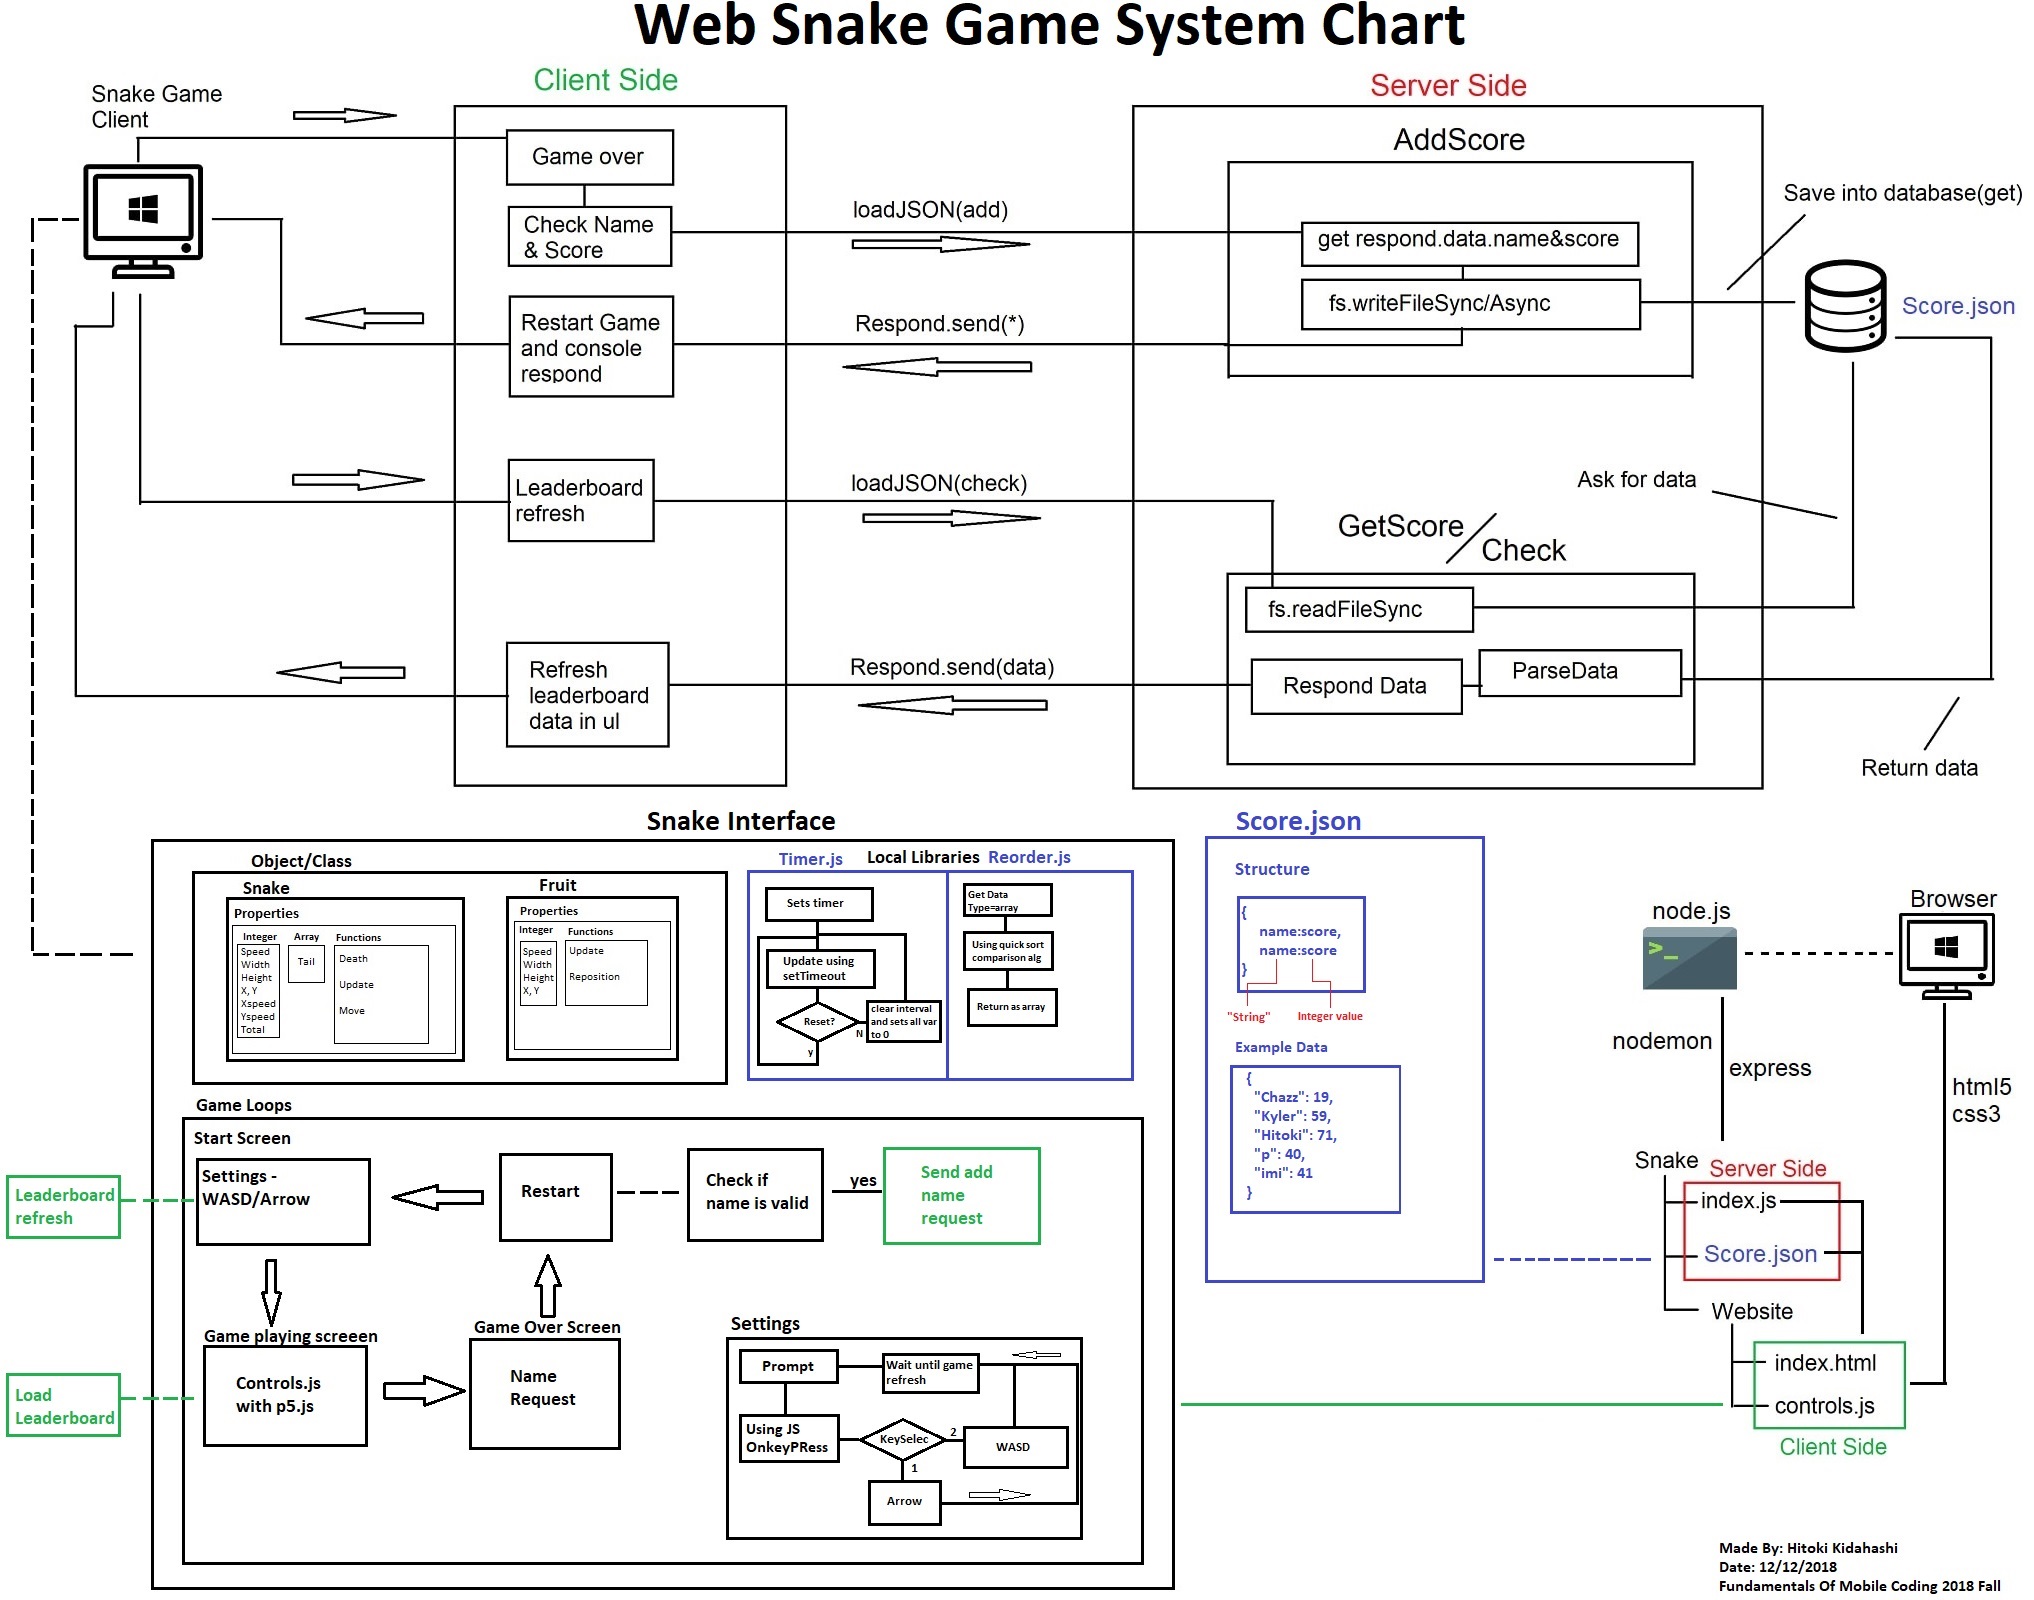 Web Snake Game System Chart
Client Side
Server Side
Snake Game
Client
Game over
Check Name
& Score
Restart Game
and console
respond
Leaderboard
refresh
Refresh
leaderboard
data in ul
loadJSON(add)
Respond.send(*)
loadJSON(check)
Respond.send(data)
AddScore
get respond.data.name&score
fs.writeFileSync/Async
Save into database(get)
Score.json
Ask for data
GetScore
Check
fs.readFileSync
Respond Data
ParseData
Return data
Snake Interface
Object/Class
Snake
Properties
Integer
Speed
Width
Height
X, Y
Xspeed
Yspeed
Total
Array
Tail
Functions
Death
Update
Move
Fruit
Properties
Integer
Speed
Width
Height
X, Y
Functions
Update
Reposition
Timer.js
Local Libraries
Reorder.js
Sets timer
Update using
setTimeout
Reset?
N
y
clear interval
and sets all var
to 0
Get Data
Type=array
Using quick sort
comparison alg
Return as array
Game Loops
Start Screen
Settings -
WASD/Arrow
Restart
Check if
name is valid
yes
Send add
name
request
Leaderboard
refresh
Load
Leaderboard
Game playing screeen
Controls.js
with p5.js
Game Over Screen
Name
Request
Settings
Prompt
Wait until game
refresh
Using JS
OnkeyPRess
KeySelec
2
1
WASD
Arrow
Score.json
Structure
{
name:score,
name:score
}
"String"
Integer value
Example Data
{
"Chazz": 19,
"Kyler": 59,
"Hitoki": 71,
"p": 40,
"imi": 41
}
node.js
>_
Browser
nodemon
express
html5
css3
Snake
Server Side
index.js
Score.json
Website
index.html
controls.js
Client Side
Made By: Hitoki Kidahashi
Date: 12/12/2018
Fundamentals Of Mobile Coding 2018 Fall